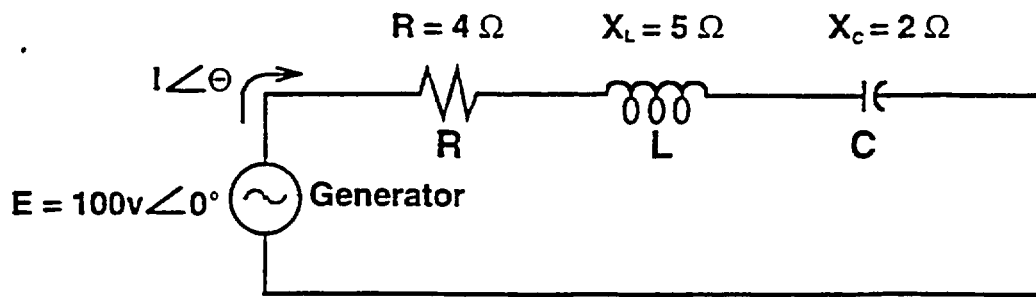 R = 4 Ω X_L = 5 Ω X_C = 2 Ω
I∠Θ
R L C
E = 100v∠0° Generator